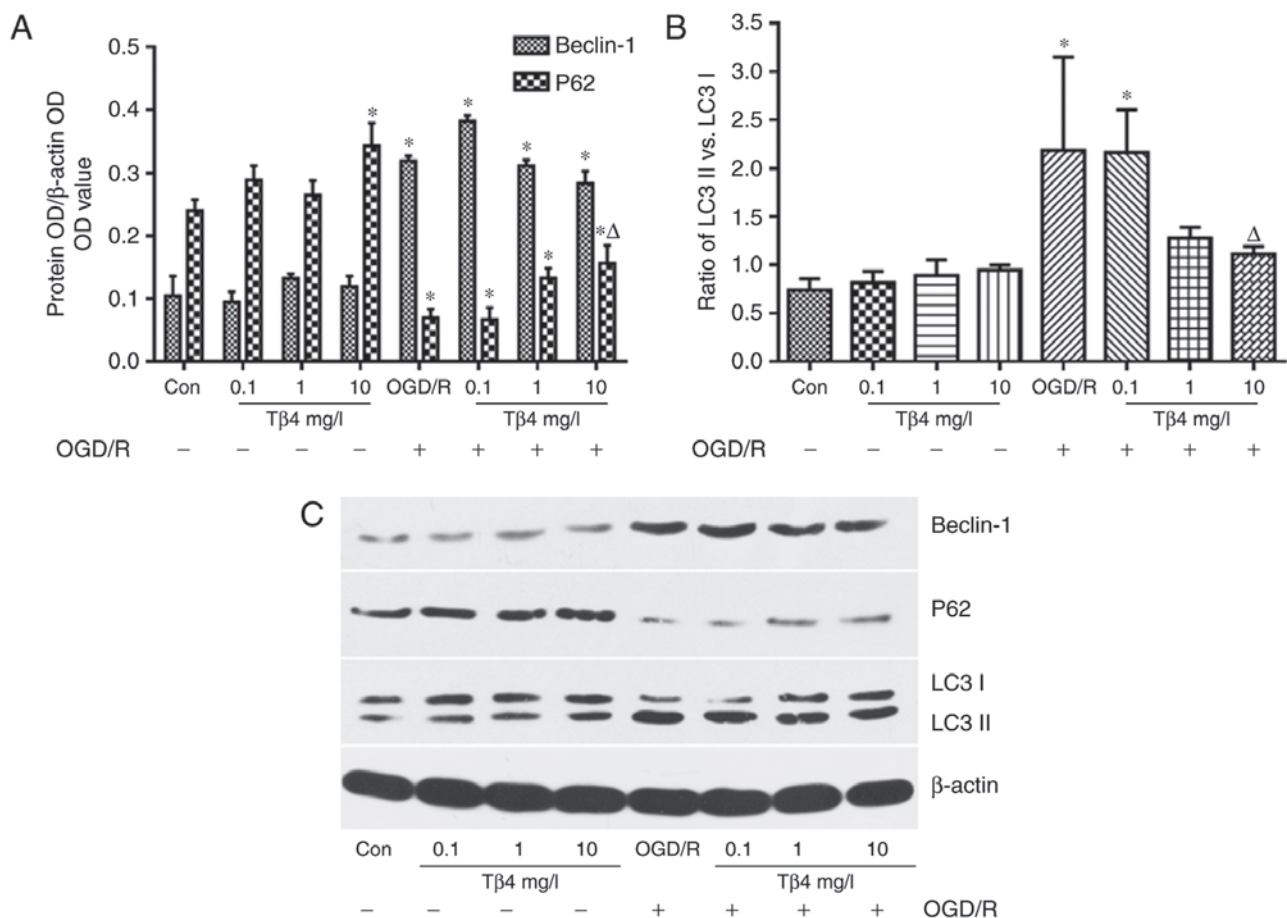 A
Protein OD/β-actin OD
OD value
0.5
0.4
0.3
0.2
0.1
0.0
Beclin-1
P62
* * * * * * * *Δ
* *
Con 0.1 1 10 OGD/R 0.1 1 10
Tβ4 mg/l Tβ4 mg/l
OGD/R – – – – + + + +
B
Ratio of LC3 II vs. LC3 I
3.5
3.0
2.5
2.0
1.5
1.0
0.5
0.0
* *
Δ
Con 0.1 1 10 OGD/R 0.1 1 10
Tβ4 mg/l Tβ4 mg/l
OGD/R – – – – + + + +
C
Beclin-1
P62
LC3 I
LC3 II
β-actin
Con 0.1 1 10 OGD/R 0.1 1 10
Tβ4 mg/l Tβ4 mg/l
– – – – + + + + OGD/R